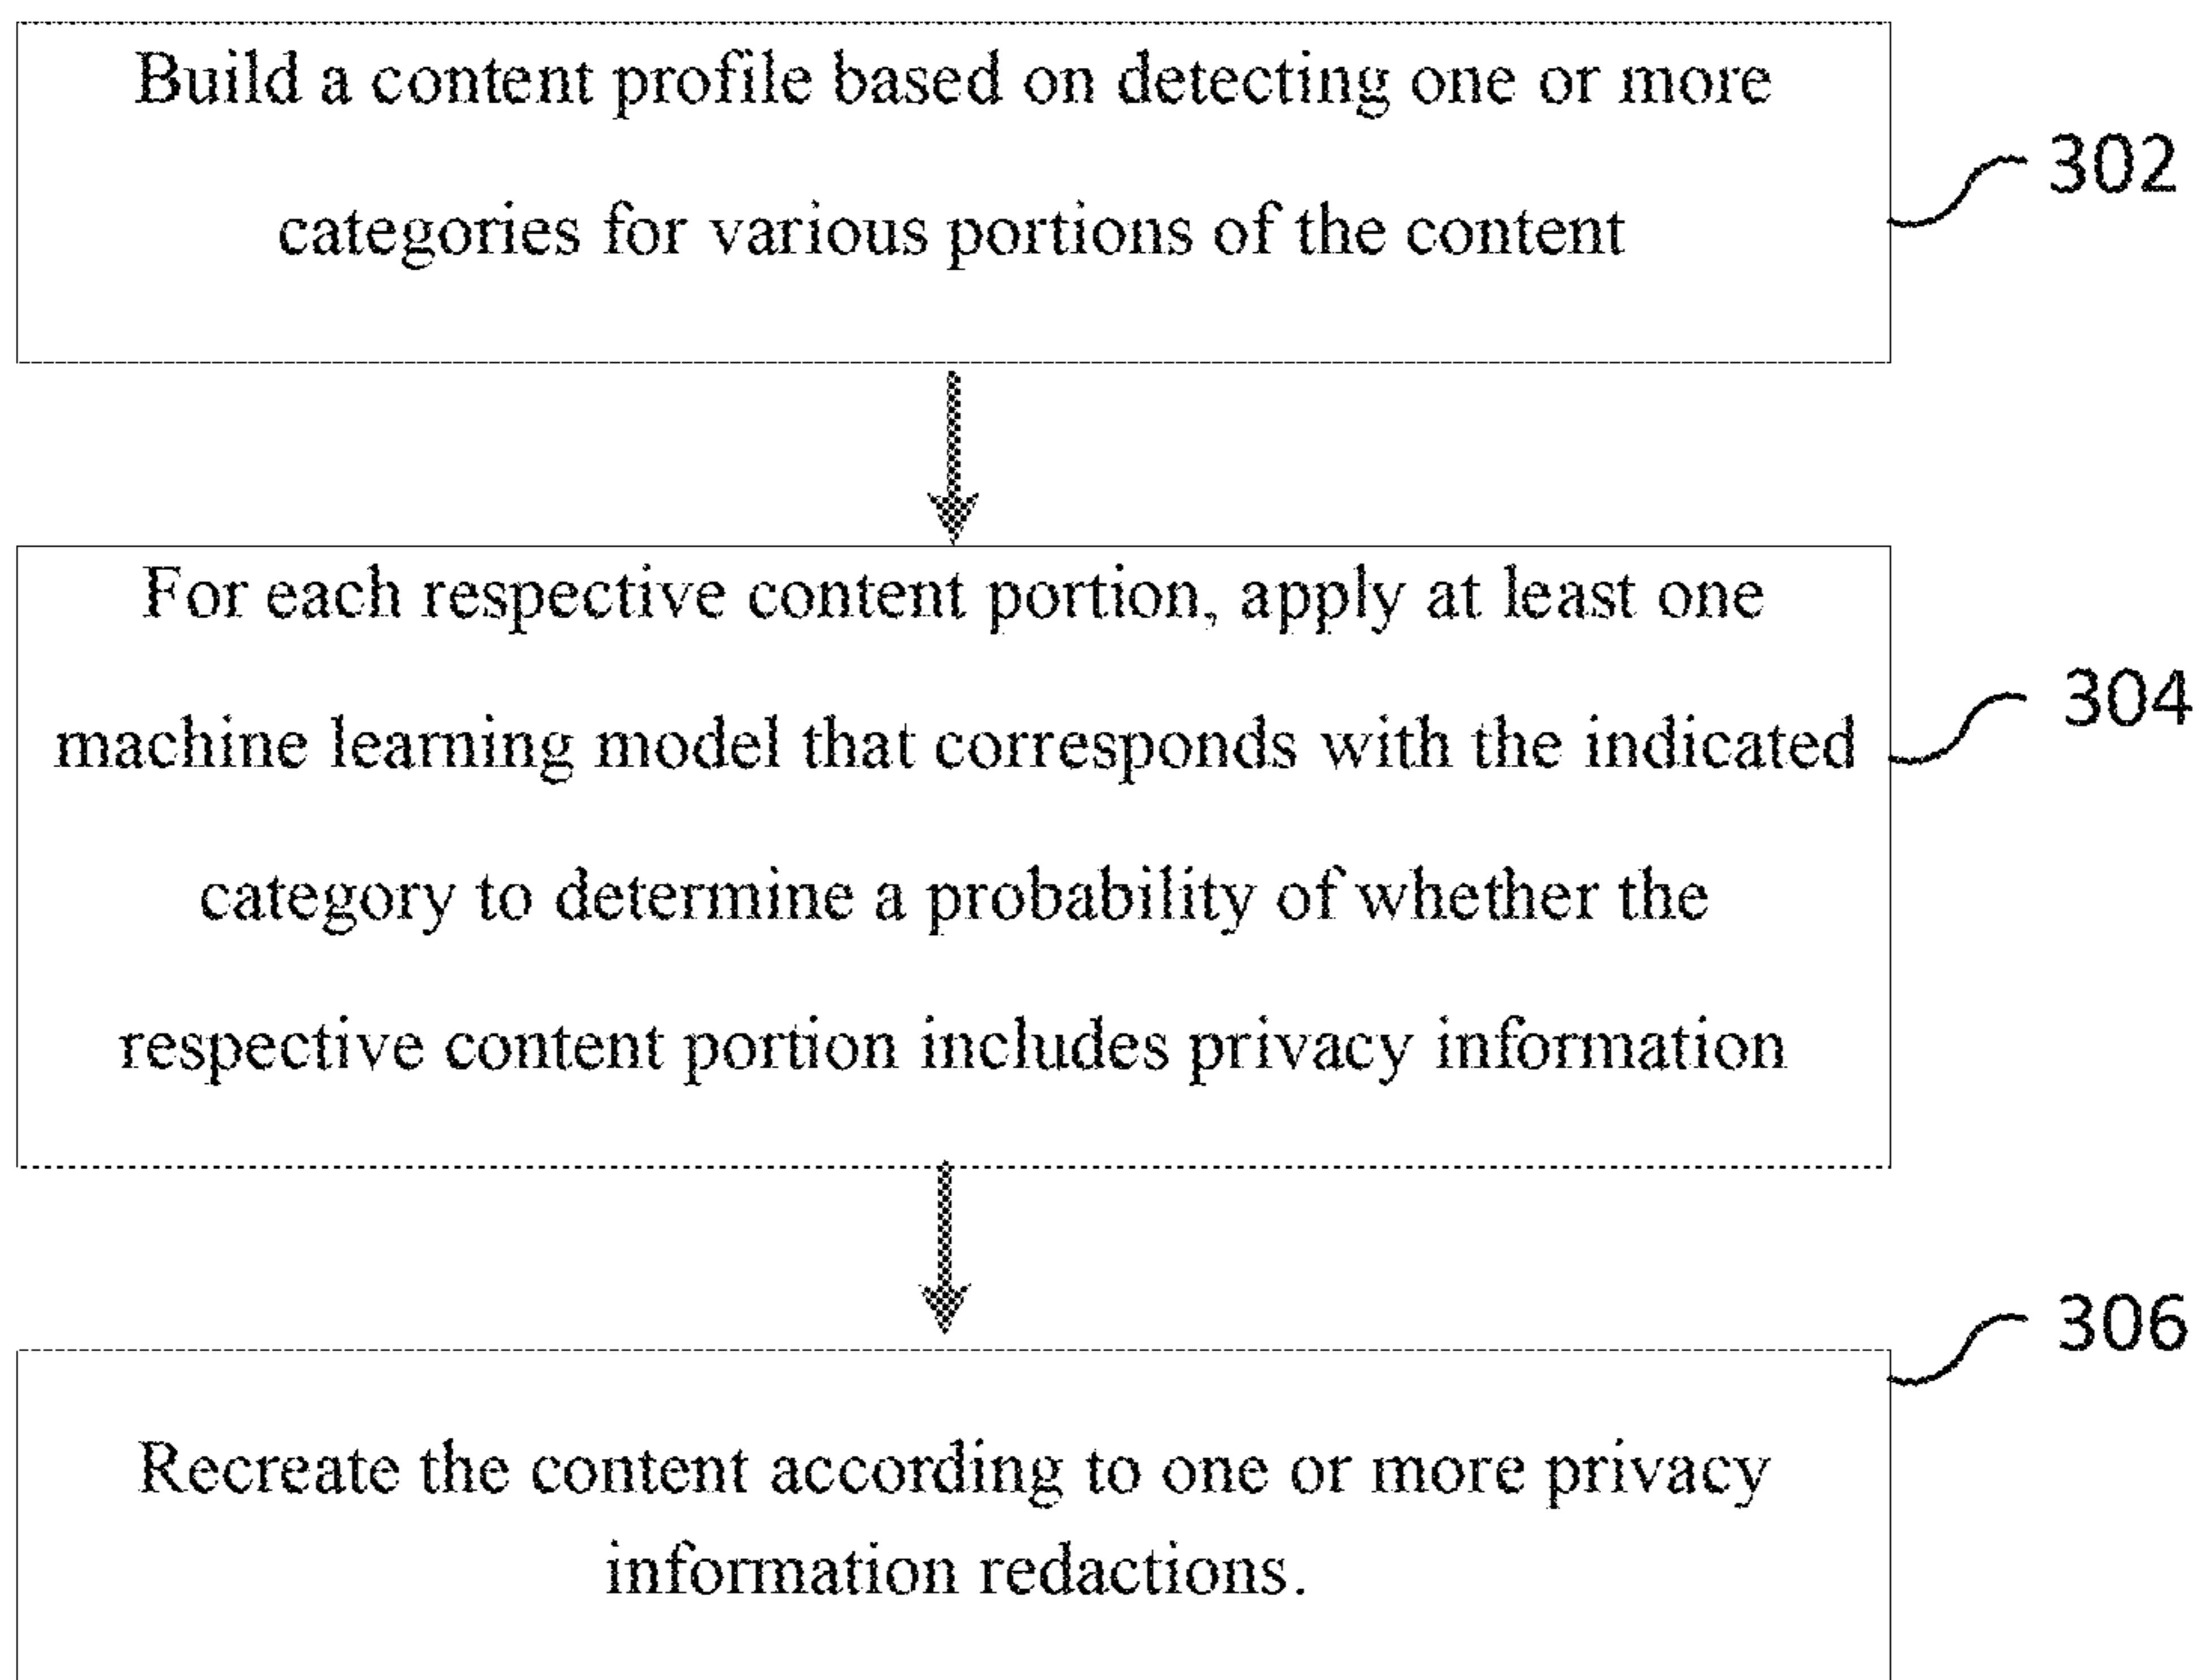 Build a content profile based on detecting one or more
categories for various portions of the content
302
For each respective content portion, apply at least one
machine learning model that corresponds with the indicated
category to determine a probability of whether the
respective content portion includes privacy information
304
Recreate the content according to one or more privacy
information redactions.
306